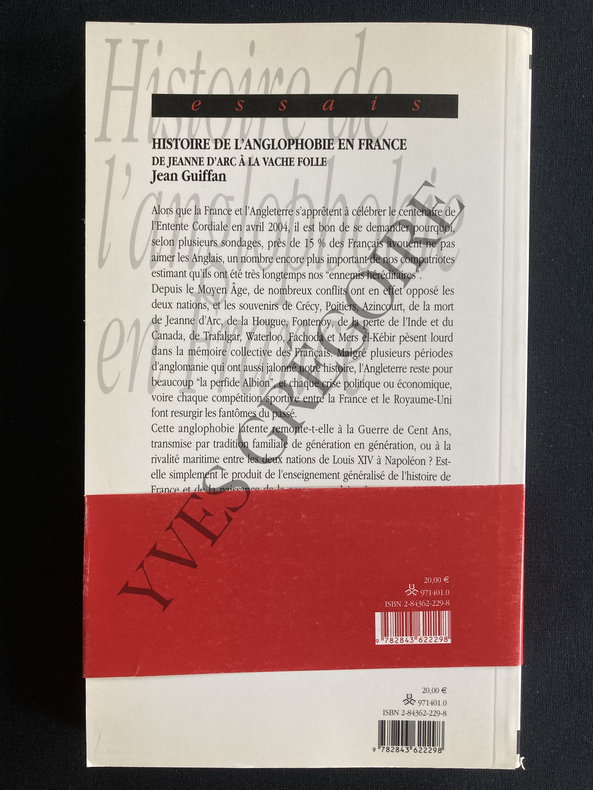 Histoire de
l'anglophobie
en France
essais
HISTOIRE DE L'ANGLOPHOBIE EN FRANCE
DE JEANNE D'ARC À LA VACHE FOLLE
Jean Guiffan
Alors que la France et l'Angleterre s'apprêtent à célébrer le centenaire de
l'Entente Cordiale en avril 2004, il est bon de se demander pourquoi,
selon plusieurs sondages, près de 15 % des Français avouent ne pas
aimer les Anglais, un nombre encore plus important de nos compatriotes
estimant qu'ils ont été très longtemps nos "ennemis héréditaires".
Depuis le Moyen Âge, de nombreux conflits ont en effet opposé les
deux nations, et les souvenirs de Crécy, Poitiers, Azincourt, de la mort
de Jeanne d'Arc, de la Hougue, Fontenoy, de la perte de l'Inde et du
Canada, de Trafalgar, Waterloo, Fachoda et Mers el-Kébir pèsent lourd
dans la mémoire collective des Français. Malgré plusieurs périodes
d'anglomanie qui ont aussi jalonné notre histoire, l'Angleterre reste pour
beaucoup "la perfide Albion", et chaque crise politique ou économique,
voire chaque compétition sportive entre la France et le Royaume-Uni
font resurgir les fantômes du passé.
Cette anglophobie latente remonte-t-elle à la Guerre de Cent Ans,
transmise par tradition familiale de génération en génération, ou à la
rivalité maritime entre les deux nations de Louis XIV à Napoléon ? Est-
elle simplement le produit de l'enseignement généralisé de l'histoire de
France et de la naissance de la
YVES GRÉGOIRE
20,00 €
971401.0
ISBN 2-84362-229-8
9 782843 622298
20,00 €
971401.0
ISBN 2-84362-229-8
9 782843 622298